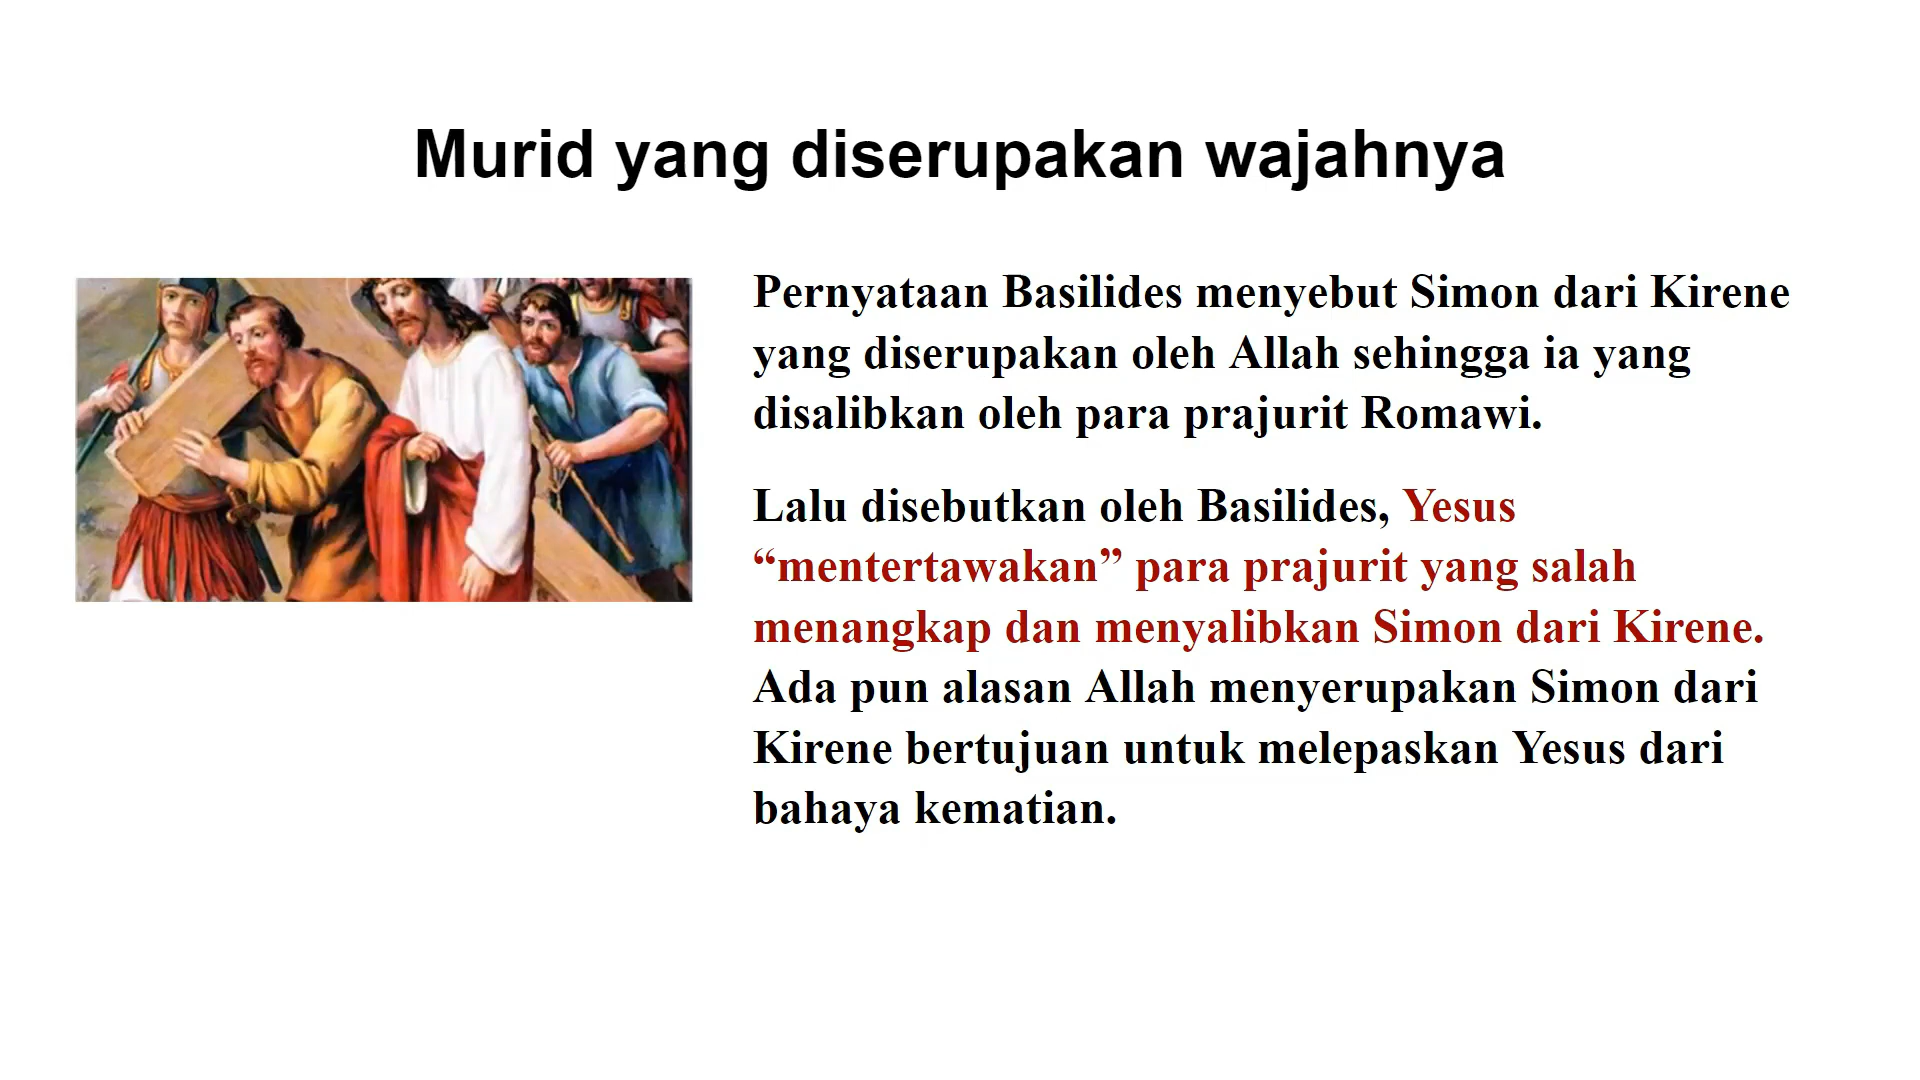 Murid yang diserupakan wajahnya
Pernyataan Basilides menyebut Simon dari Kirene
yang diserupakan oleh Allah sehingga ia yang
disalibkan oleh para prajurit Romawi.
Lalu disebutkan oleh Basilides, Yesus
“mentertawakan” para prajurit yang salah
menangkap dan menyalibkan Simon dari Kirene.
Ada pun alasan Allah menyerupakan Simon dari
Kirene bertujuan untuk melepaskan Yesus dari
bahaya kematian.